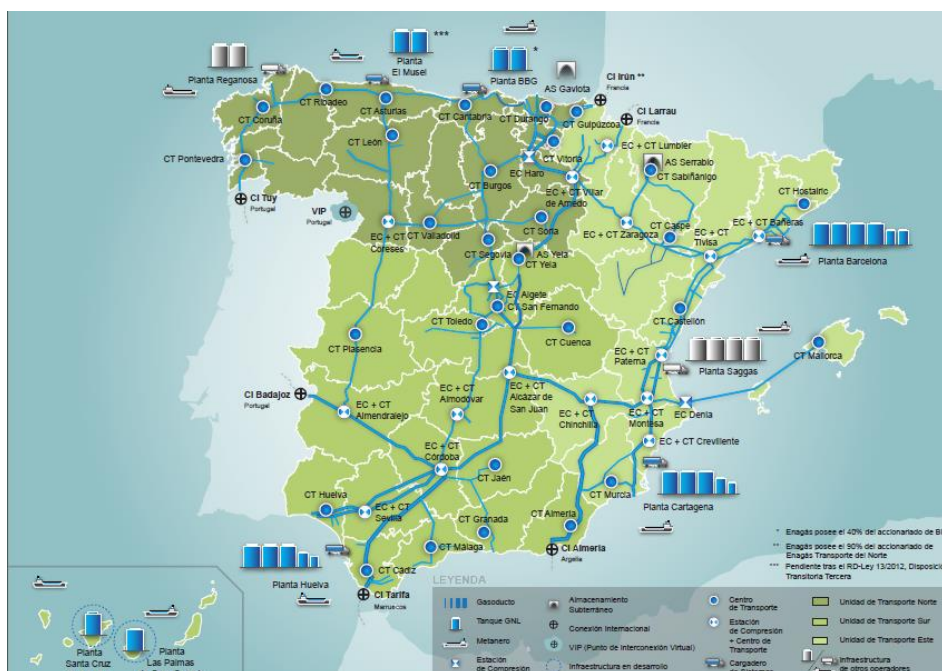 ***
Planta
El Musel
Planta Reganosa
*
Planta BBG
AS Gaviota
CI Irún **
Francia
CI Larrau
Francia
CT Ribadeo
CT Coruña
CT Asturias
CT Cantabria
CT Durango
CT Guipúzcoa
CT León
CT Vitoria
EC + CT Lumbier
CT Pontevedra
EC Haro
AS Serrablo
CT Sabiñánigo
CT Burgos
EC + CT Villar
de Arnedo
CI Tuy
Portugal
VIP
Portugal
CT Hostalric
EC + CT
Coreses
CT Valladolid
CT Soria
EC + CT Zaragoza
CT Caspe
EC + CT
Tivisa
EC + CT Bañeras
CT Segovia
AS Yela
CT Yela
Planta Barcelona
EC Algete
CT San Fernando
CT Toledo
CT Cuenca
CT Castellón
CT Plasencia
EC + CT
Paterna
Planta Saggas
CT Mallorca
CI Badajoz
Portugal
EC + CT
Almendralejo
EC + CT
Almodóvar
EC + CT
Alcázar de
San Juan
EC + CT
Chinchilla
EC + CT
Montesa
EC Denia
EC + CT
Córdoba
EC + CT Crevillente
CT Jaén
CT Huelva
EC + CT
Sevilla
CT Granada
CT Murcia
Planta Cartagena
CT Almería
CT Málaga
CI Almería
Argelia
Planta Huelva
CT Cádiz
CI Tarifa
Marruecos
* Enagás posee el 40% del accionariado de B
** Enagás posee el 90% del accionariado de
Enagás Transporte del Norte
*** Pendiente tras el RD-Ley 13/2012, Disposició
Transitoria Tercera
Planta
Santa Cruz
Planta
Las Palmas
LEYENDA
Gasoducto
Tanque GNL
Metanero
Estación
de Compresión
Almacenamiento
Subterráneo
Conexión Internacional
VIP (Punto de Interconexión Virtual)
Infraestructura en desarrollo
Centro
de Transporte
Estación
de Compresión
+ Centro de
Transporte
Cargadero
Unidad de Transporte Norte
Unidad de Transporte Sur
Unidad de Transporte Este
Infraestructura
de otros operadores